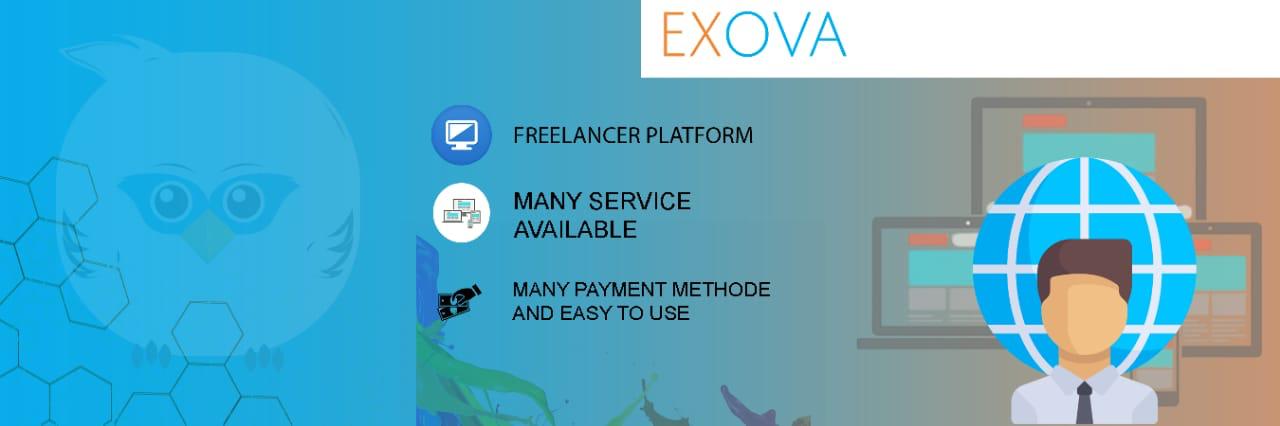 EXOVA
FREELANCER PLATFORM
MANY SERVICE
AVAILABLE
MANY PAYMENT METHODE
AND EASY TO USE